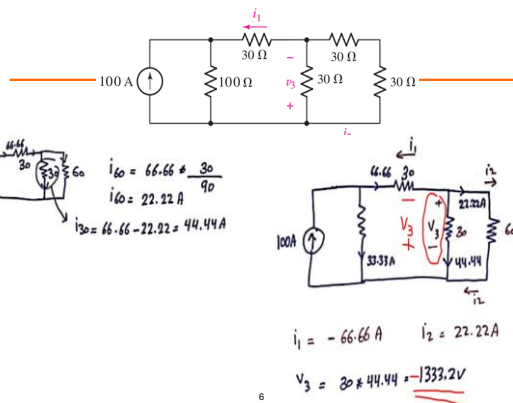 i₁
30 Ω
30 Ω
100 A
100 Ω
v₃
30 Ω
30 Ω
+
66.66
30
30
60
i60 = 66.66 * 30/90
i60 = 22.22 A
i30 = 66.66 - 22.22 = 44.44A
i₁
66.66
30
i2
22.22A
100A
33.33A
V3
+
+
V3
30
44.44
i2
i₁ = - 66.66 A
i2 = 22.22A
V3 = 30 * 44.44 = -1333.2V
6